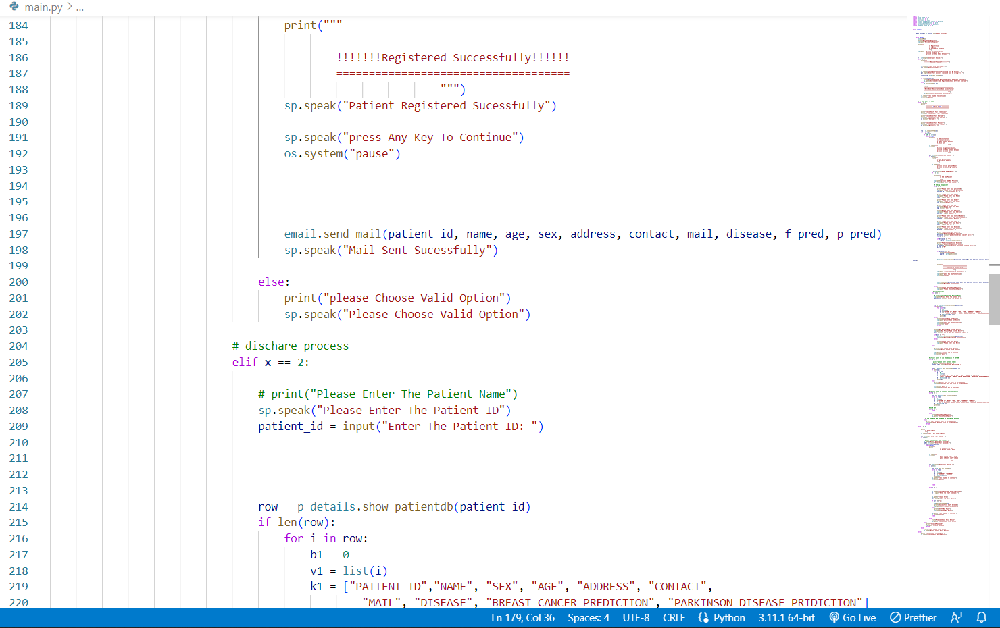 main.py > ...
184 print("""
185 ====================================
186 !!!!!!!Registered Successfully!!!!!!
187 ====================================
188 """)
189 sp.speak("Patient Registered Sucessfully")
190
191 sp.speak("press Any Key To Continue")
192 os.system("pause")
193
194
195
196
197 email.send_mail(patient_id, name, age, sex, address, contact, mail, disease, f_pred, p_pred)
198 sp.speak("Mail Sent Sucessfully")
199
200 else:
201 print("please Choose Valid Option")
202 sp.speak("Please Choose Valid Option")
203
204 # dischare process
205 elif x == 2:
206
207 # print("Please Enter The Patient Name")
208 sp.speak("Please Enter The Patient ID")
209 patient_id = input("Enter The Patient ID: ")
210
211
212
213
214 row = p_details.show_patientdb(patient_id)
215 if len(row):
216 for i in row:
217 b1 = 0
218 v1 = list(i)
219 k1 = ["PATIENT ID","NAME", "SEX", "AGE", "ADDRESS", "CONTACT",
220 "MAIL", "DISEASE", "BREAST CANCER PREDICTION", "PARKINSON DISEASE PRIDICTION"]
Ln 179, Col 36 Spaces: 4 UTF-8 CRLF Python 3.11.1 64-bit Go Live Prettier